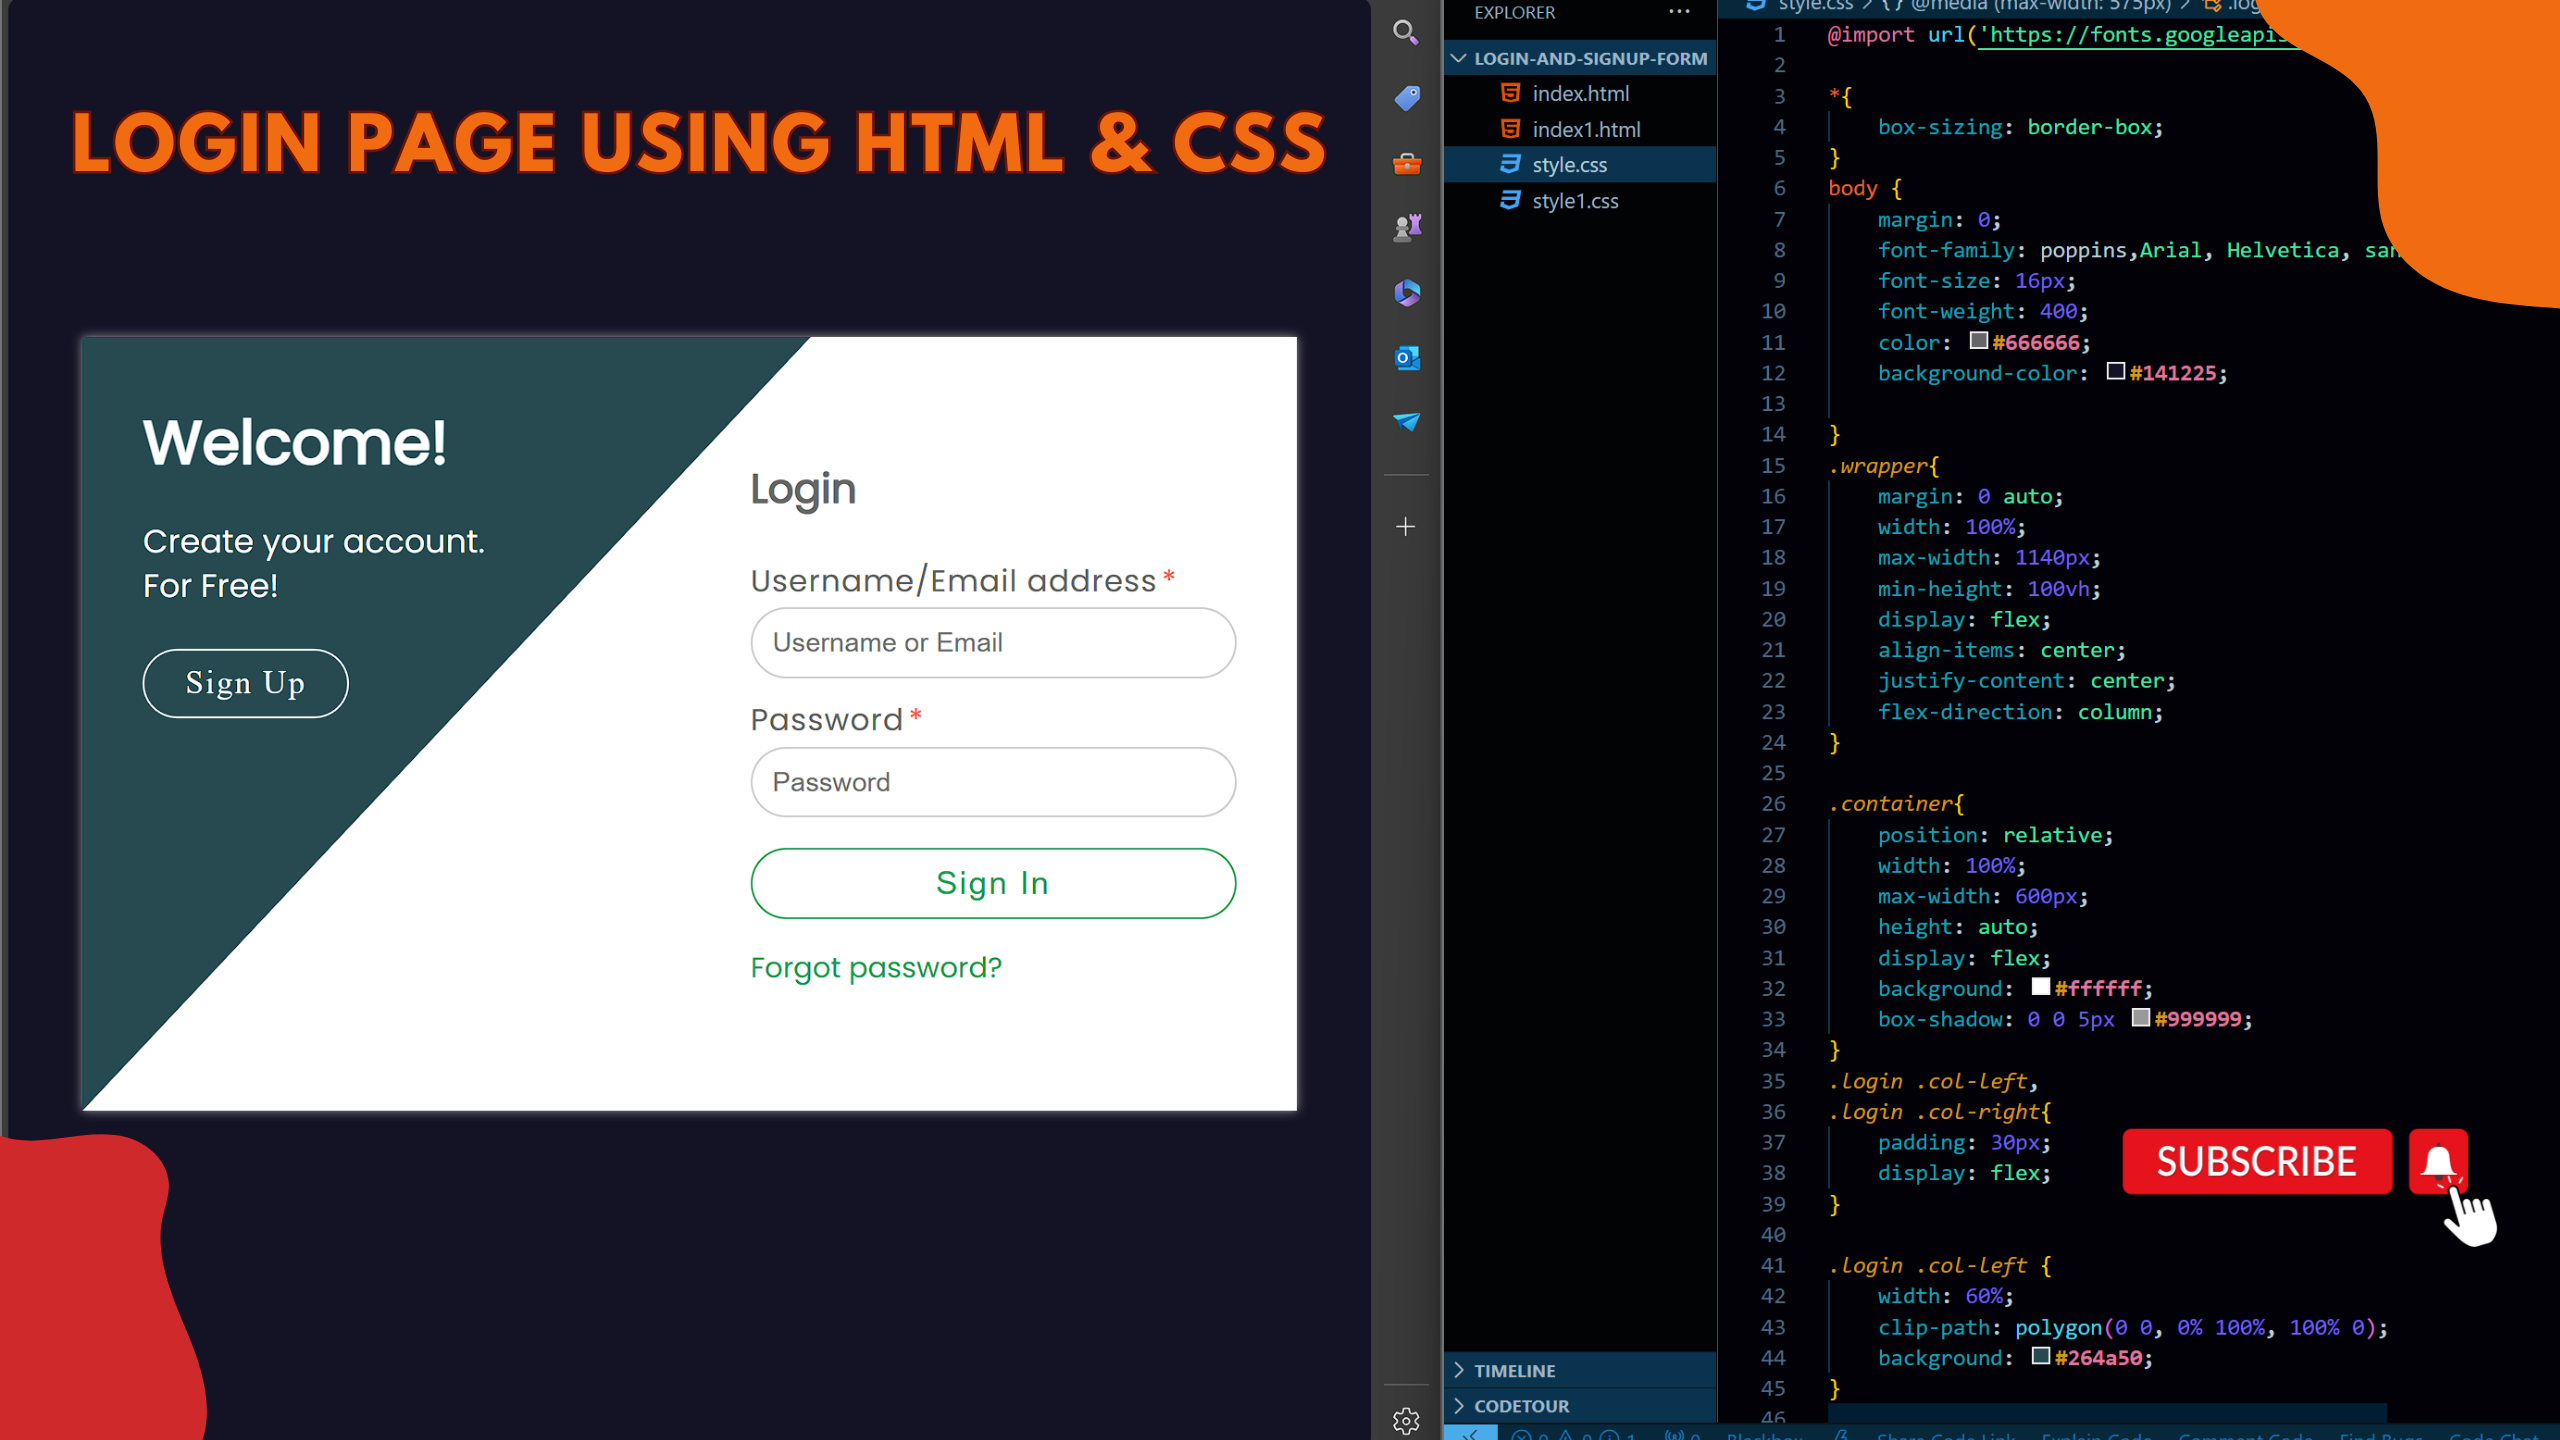 LOGIN PAGE USING HTML & CSS
Welcome!
Create your account.
For Free!
Sign Up
Login
Username/Email address *
Username or Email
Password *
Password
Sign In
Forgot password?
EXPLORER
LOGIN-AND-SIGNUP-FORM
index.html
index1.html
style.css
style1.css
TIMELINE
CODETOUR
style.css > {} @media (max-width: 575px) >
1 @import url('https://fonts.googleapis
2
3 *{
4 box-sizing: border-box;
5 }
6 body {
7 margin: 0;
8 font-family: poppins,Arial, Helvetica,
9 font-size: 16px;
10 font-weight: 400;
11 color: #666666;
12 background-color: #141225;
13
14 }
15 .wrapper{
16 margin: 0 auto;
17 width: 100%;
18 max-width: 1140px;
19 min-height: 100vh;
20 display: flex;
21 align-items: center;
22 justify-content: center;
23 flex-direction: column;
24 }
25
26 .container{
27 position: relative;
28 width: 100%;
29 max-width: 600px;
30 height: auto;
31 display: flex;
32 background: #ffffff;
33 box-shadow: 0 0 5px #999999;
34 }
35 .login .col-left,
36 .login .col-right{
37 padding: 30px;
38 display: flex;
39 }
40
41 .login .col-left {
42 width: 60%;
43 clip-path: polygon(0 0, 0% 100%, 100% 0);
44 background: #264a50;
45 }
46
SUBSCRIBE